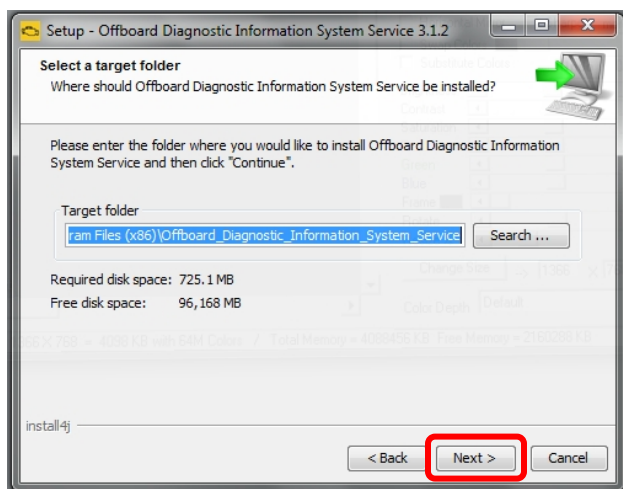 Setup - Offboard Diagnostic Information System Service 3.1.2
Select a target folder
Where should Offboard Diagnostic Information System Service be installed?
Please enter the folder where you would like to install Offboard Diagnostic Information
System Service and then click "Continue".
Target folder
ram Files (x86)\Offboard_Diagnostic_Information_System_Service
Search ...
Required disk space: 725.1 MB
Free disk space: 96,168 MB
install4j
< Back
Next >
Cancel